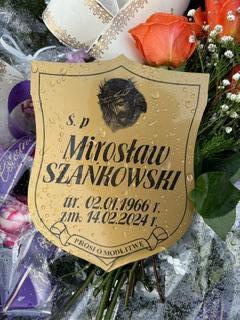 Ś. p
Mirosław
SZANKOWSKI
ur. 02.01.1966 r.
zm. 14.02.2024 r.
PROSI O MODLITWĘ